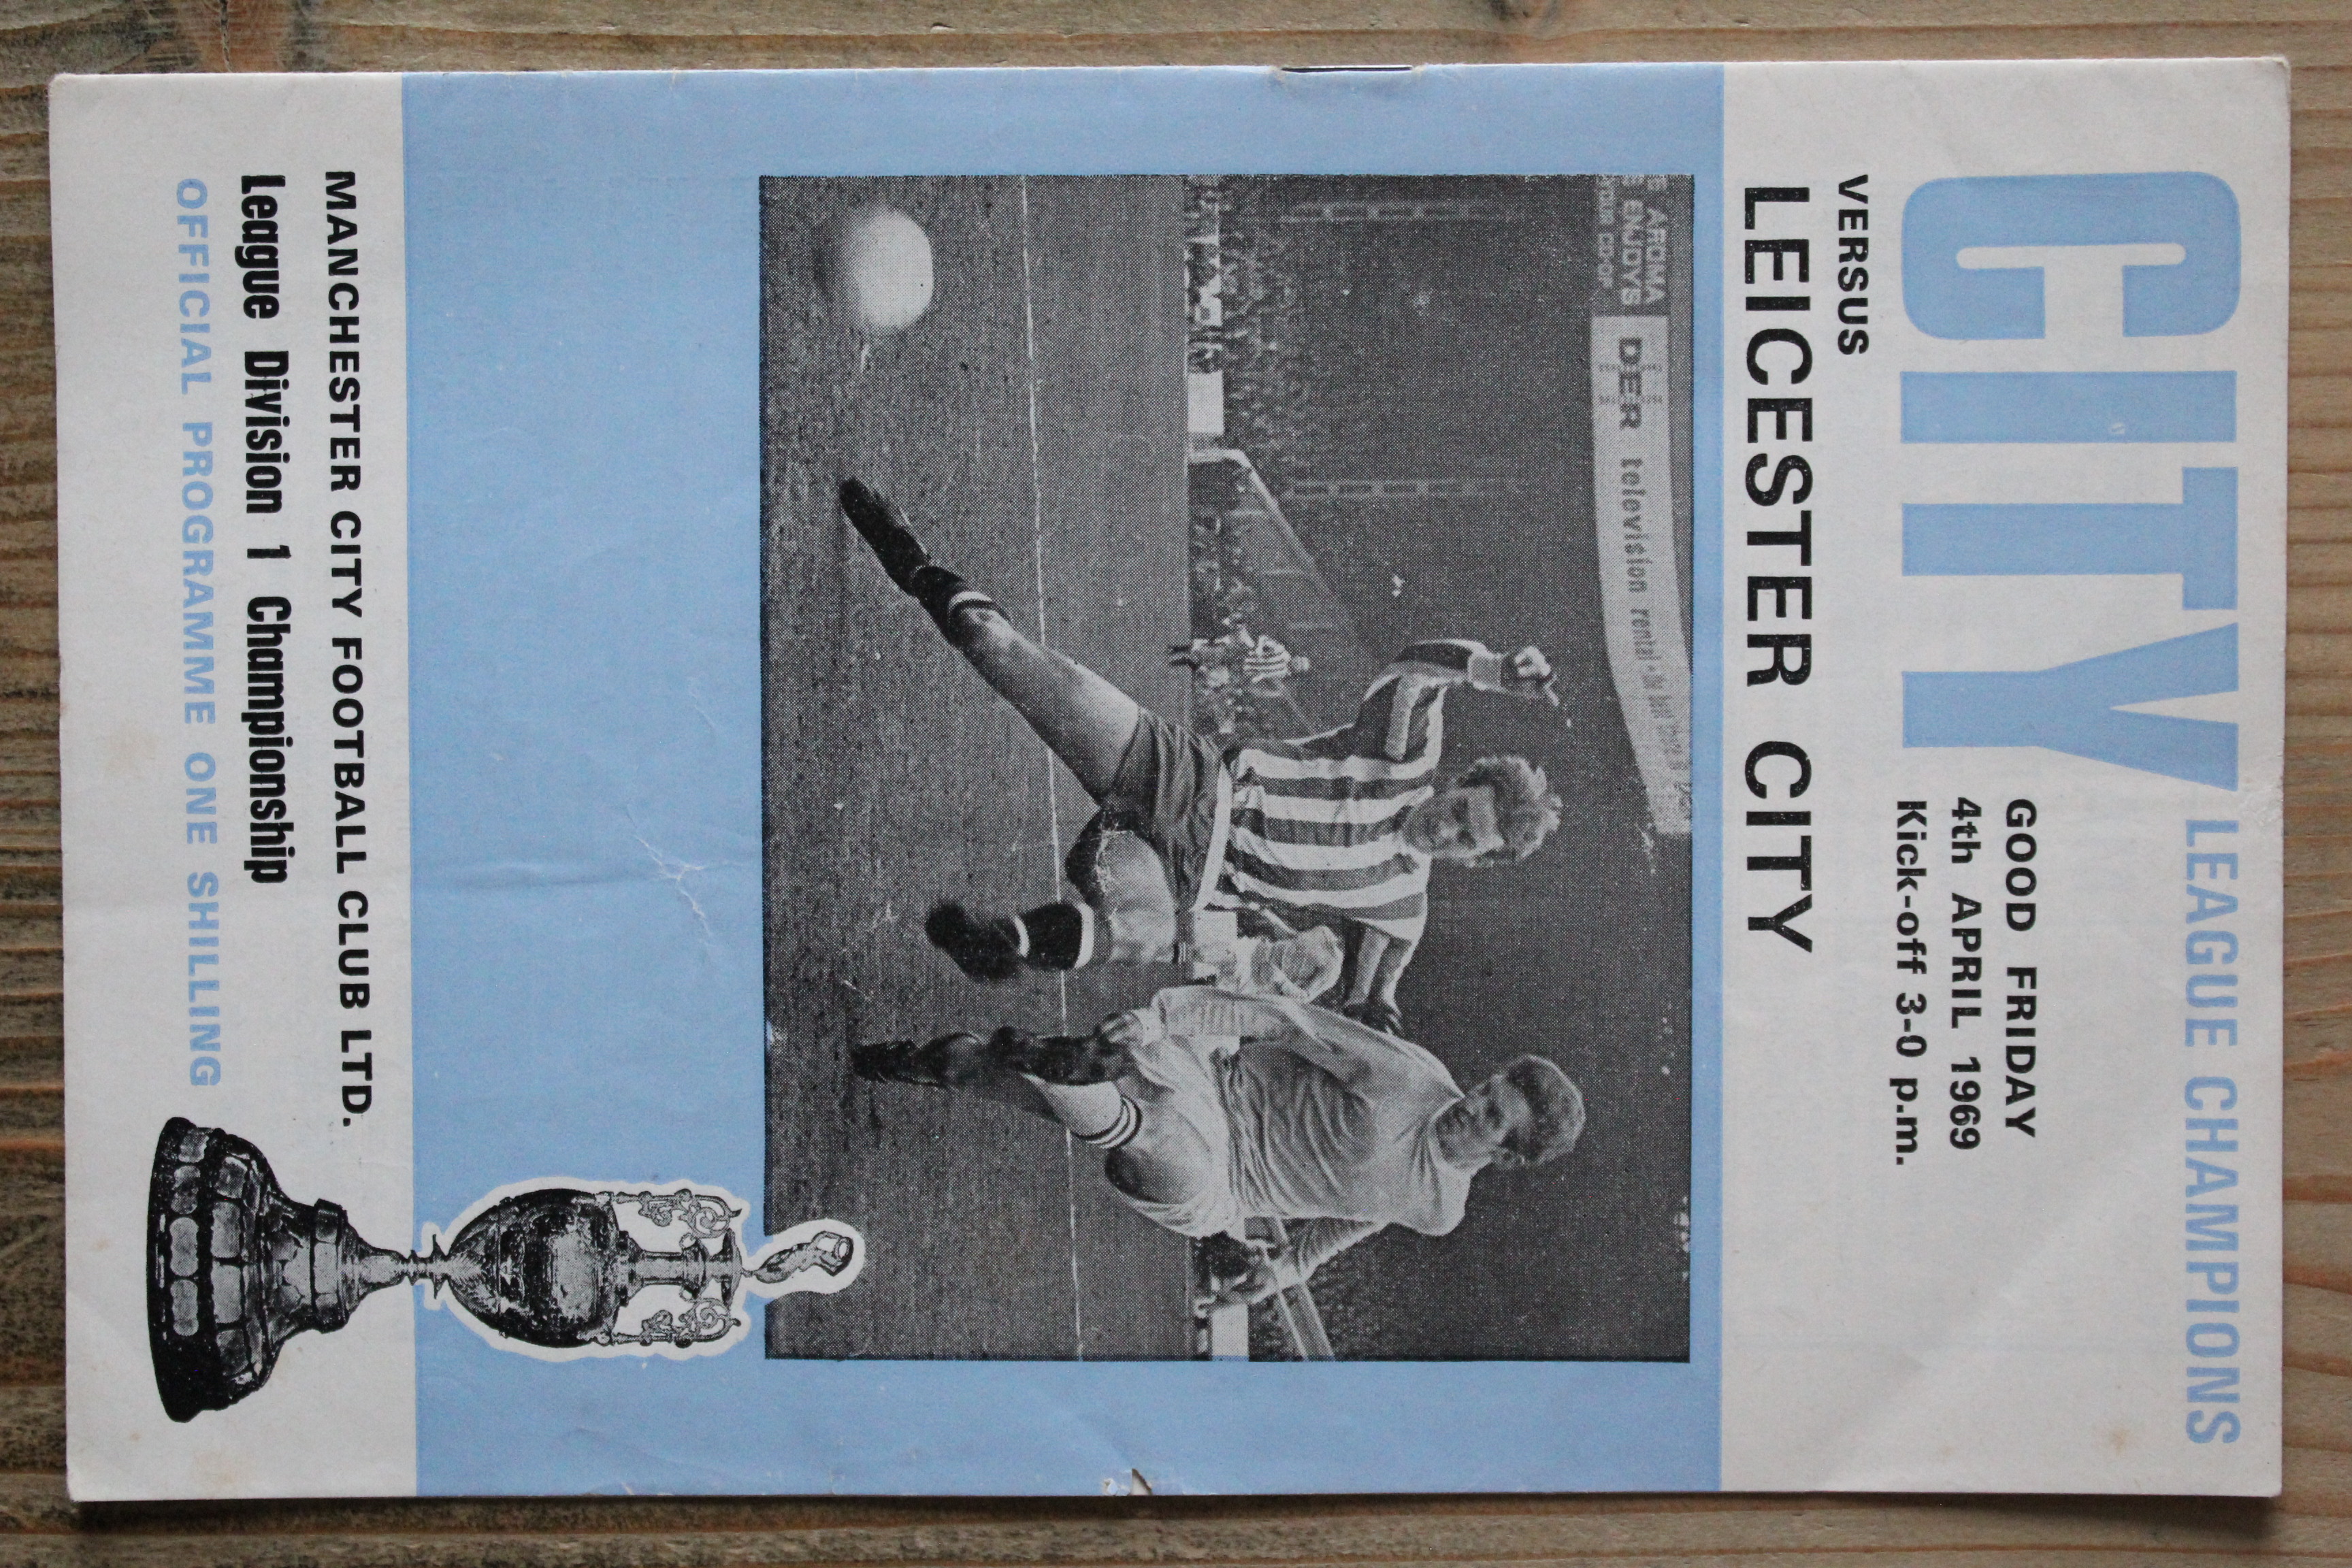 CITY
LEAGUE CHAMPIONS
GOOD FRIDAY
4th APRIL 1969
Kick-off 3-0 p.m.
VERSUS
LEICESTER CITY
AROMA
ENJOYS
DER television rental
MANCHESTER CITY FOOTBALL CLUB LTD.
League Division 1 Championship
OFFICIAL PROGRAMME ONE SHILLING